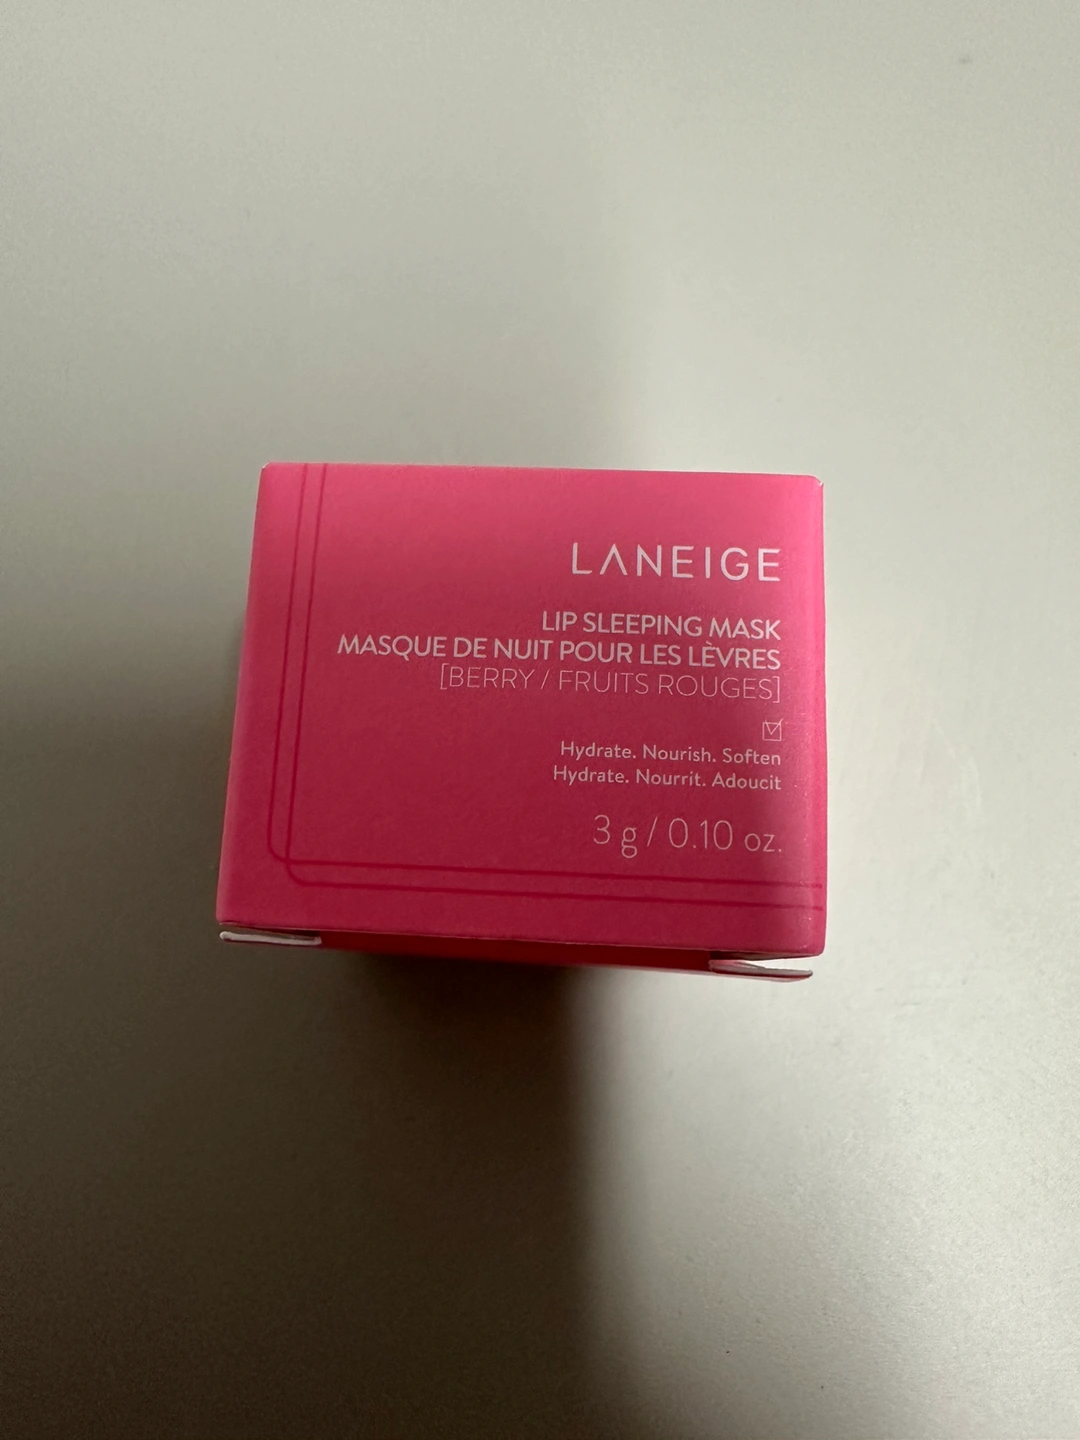 LANEIGE
LIP SLEEPING MASK
MASQUE DE NUIT POUR LES LÈVRES
[BERRY / FRUITS ROUGES]
Hydrate. Nourish. Soften
Hydrate. Nourrit. Adoucit
3 g / 0.10 oz.